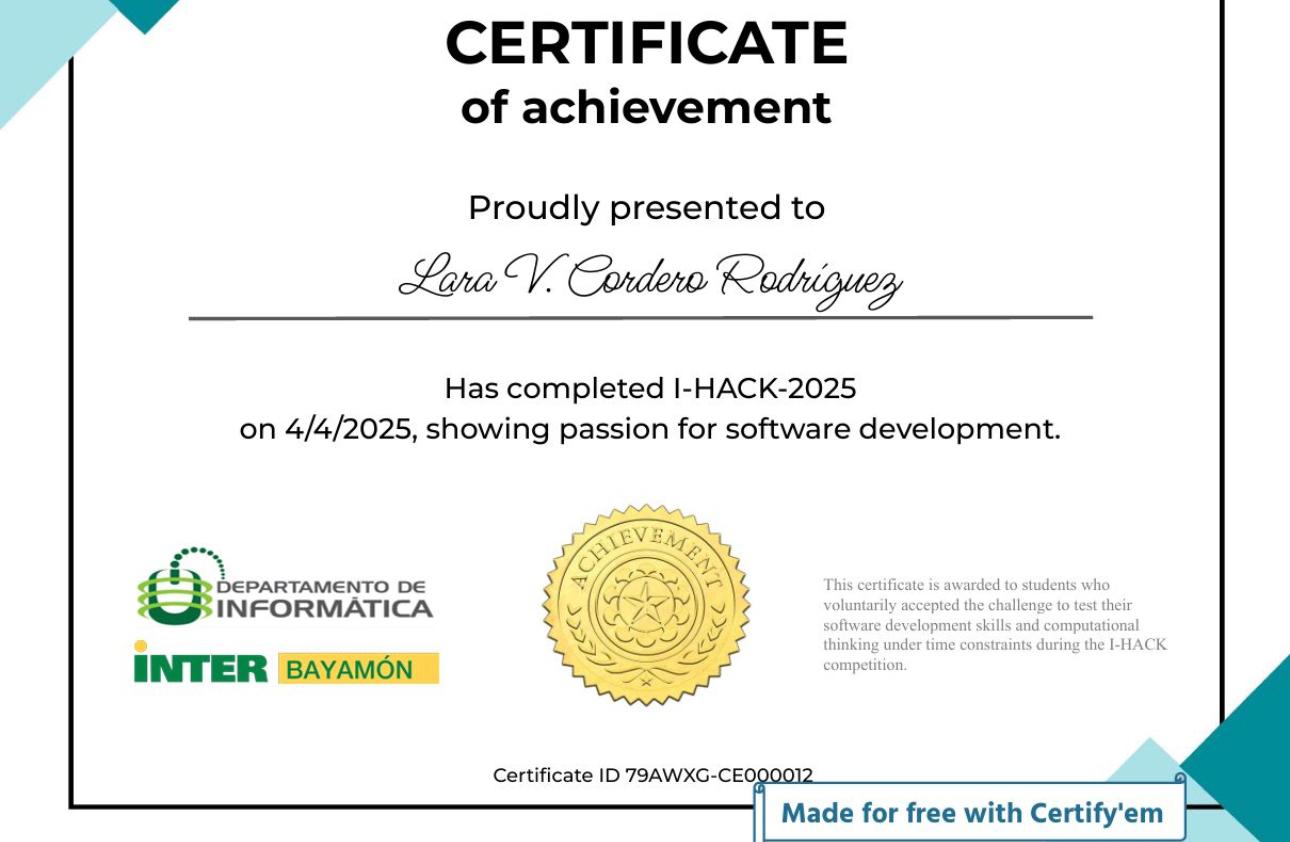 CERTIFICATE
of achievement
Proudly presented to
Lara V. Cordero Rodríguez
Has completed I-HACK-2025
on 4/4/2025, showing passion for software development.
DEPARTAMENTO DE
INFORMÁTICA
iNTER BAYAMÓN
ACHIEVEMENT
This certificate is awarded to students who
voluntarily accepted the challenge to test their
software development skills and computational
thinking under time constraints during the I-HACK
competition.
Certificate ID 79AWXG-CE000012
Made for free with Certify'em